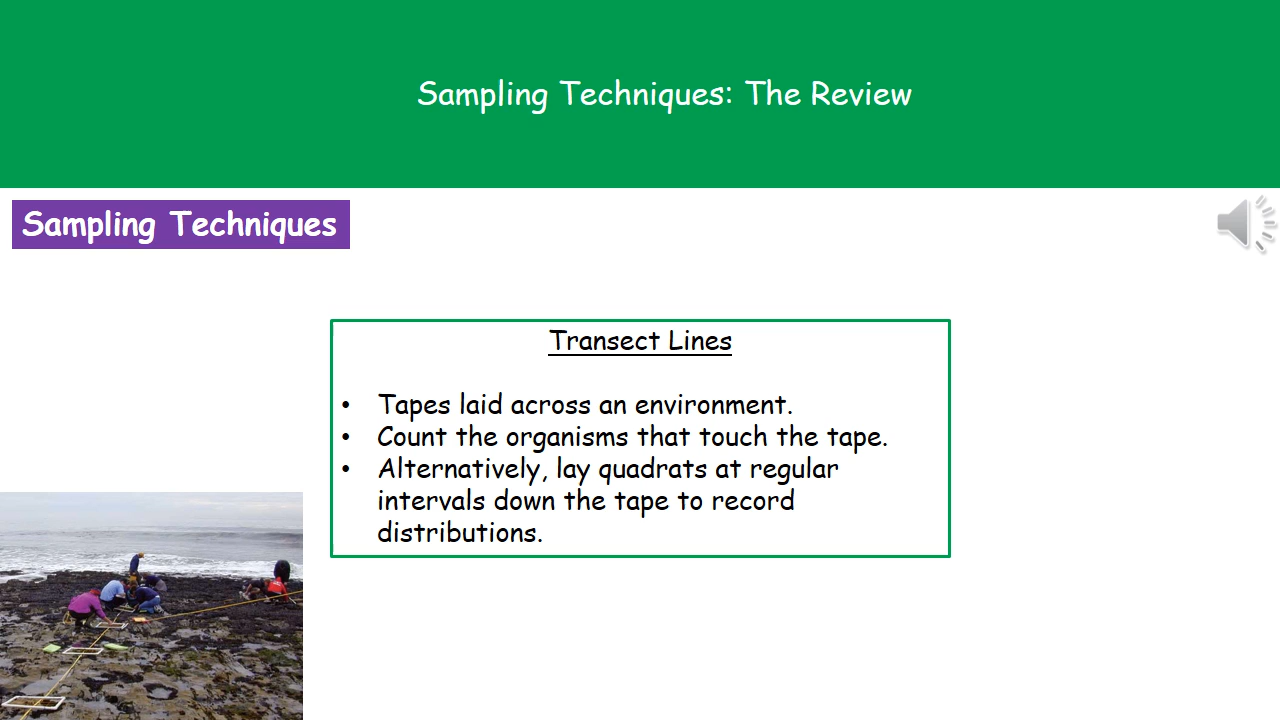 Sampling Techniques: The Review
Sampling Techniques
Transect Lines
• Tapes laid across an environment.
• Count the organisms that touch the tape.
• Alternatively, lay quadrats at regular
intervals down the tape to record
distributions.